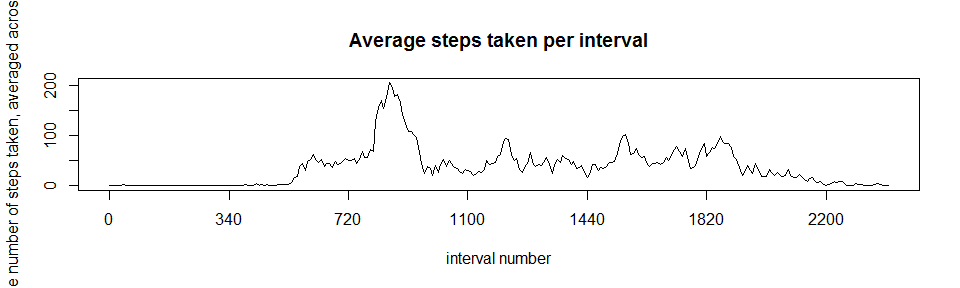 Average steps taken per interval
e number of steps taken, averaged acros
200
100
0
0 340 720 1100 1440 1820 2200
interval number